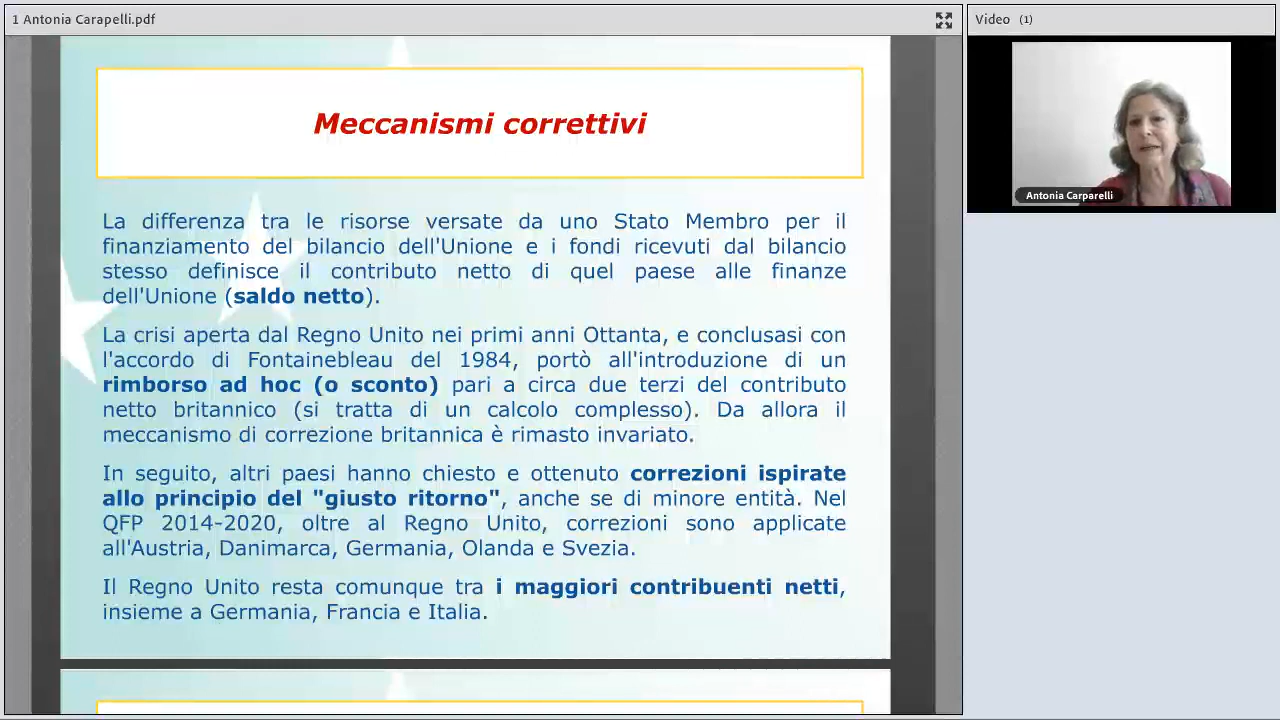 1 Antonia Carapelli.pdf
Video (1)
Antonia Carparelli
Meccanismi correttivi
La differenza tra le risorse versate da uno Stato Membro per il
finanziamento del bilancio dell'Unione e i fondi ricevuti dal bilancio
stesso definisce il contributo netto di quel paese alle finanze
dell'Unione (saldo netto).
La crisi aperta dal Regno Unito nei primi anni Ottanta, e conclusasi con
l'accordo di Fontainebleau del 1984, portò all'introduzione di un
rimborso ad hoc (o sconto) pari a circa due terzi del contributo
netto britannico (si tratta di un calcolo complesso). Da allora il
meccanismo di correzione britannica è rimasto invariato.
In seguito, altri paesi hanno chiesto e ottenuto correzioni ispirate
allo principio del "giusto ritorno", anche se di minore entità. Nel
QFP 2014-2020, oltre al Regno Unito, correzioni sono applicate
all'Austria, Danimarca, Germania, Olanda e Svezia.
Il Regno Unito resta comunque tra i maggiori contribuenti netti,
insieme a Germania, Francia e Italia.